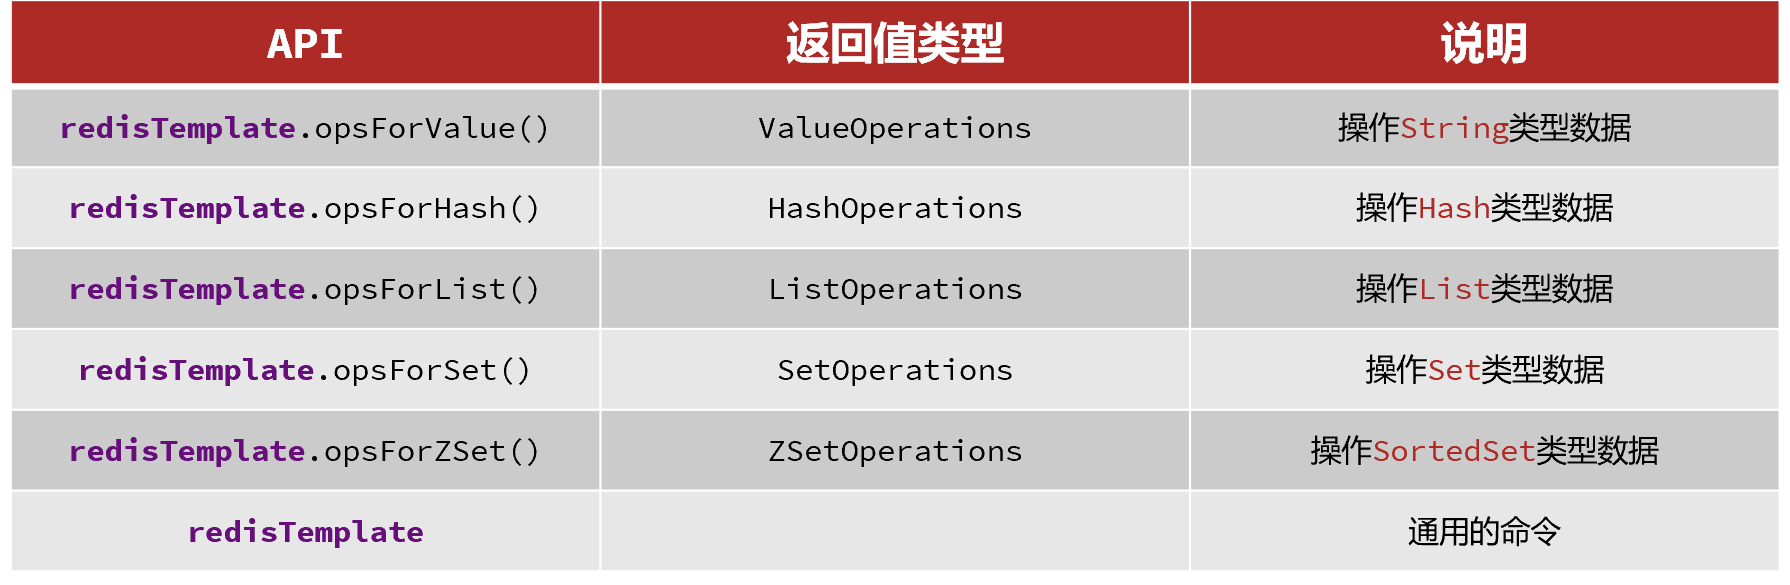 API 返回值类型 说明
redisTemplate.opsForValue() ValueOperations 操作String类型数据
redisTemplate.opsForHash() HashOperations 操作Hash类型数据
redisTemplate.opsForList() ListOperations 操作List类型数据
redisTemplate.opsForSet() SetOperations 操作Set类型数据
redisTemplate.opsForZSet() ZSetOperations 操作SortedSet类型数据
redisTemplate 通用的命令